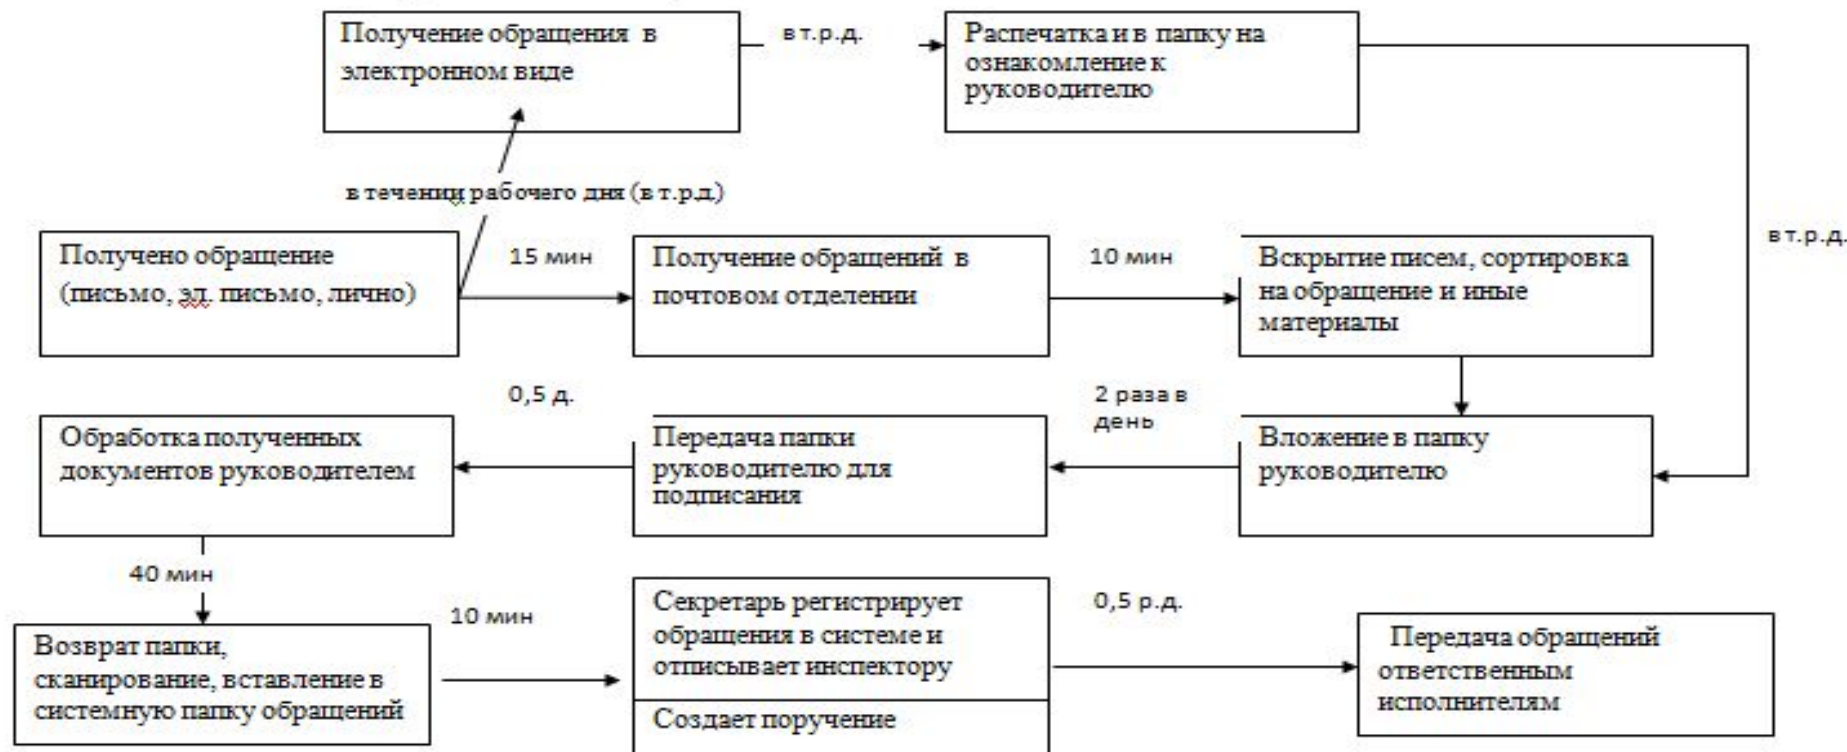 Получение обращения в
электронном виде
в т.р.д.
Распечатка и в папку на
ознакомление к
руководителю
в течении рабочего дня (в т.р.д.)
в т.р.д.
Получено обращение
(письмо, эл. письмо, лично)
15 мин
Получение обращений в
почтовом отделении
10 мин
Вскрытие писем, сортировка
на обращение и иные
материалы
Обработка полученных
документов руководителем
0,5 д.
Передача папки
руководителю для
подписания
2 раза в
день
Вложение в папку
руководителю
40 мин
Возврат папки,
сканирование, вставление в
системную папку обращений
10 мин
Секретарь регистрирует
обращения в системе и
отписывает инспектору
Создает поручение
0,5 р.д.
Передача обращений
ответственным
исполнителям